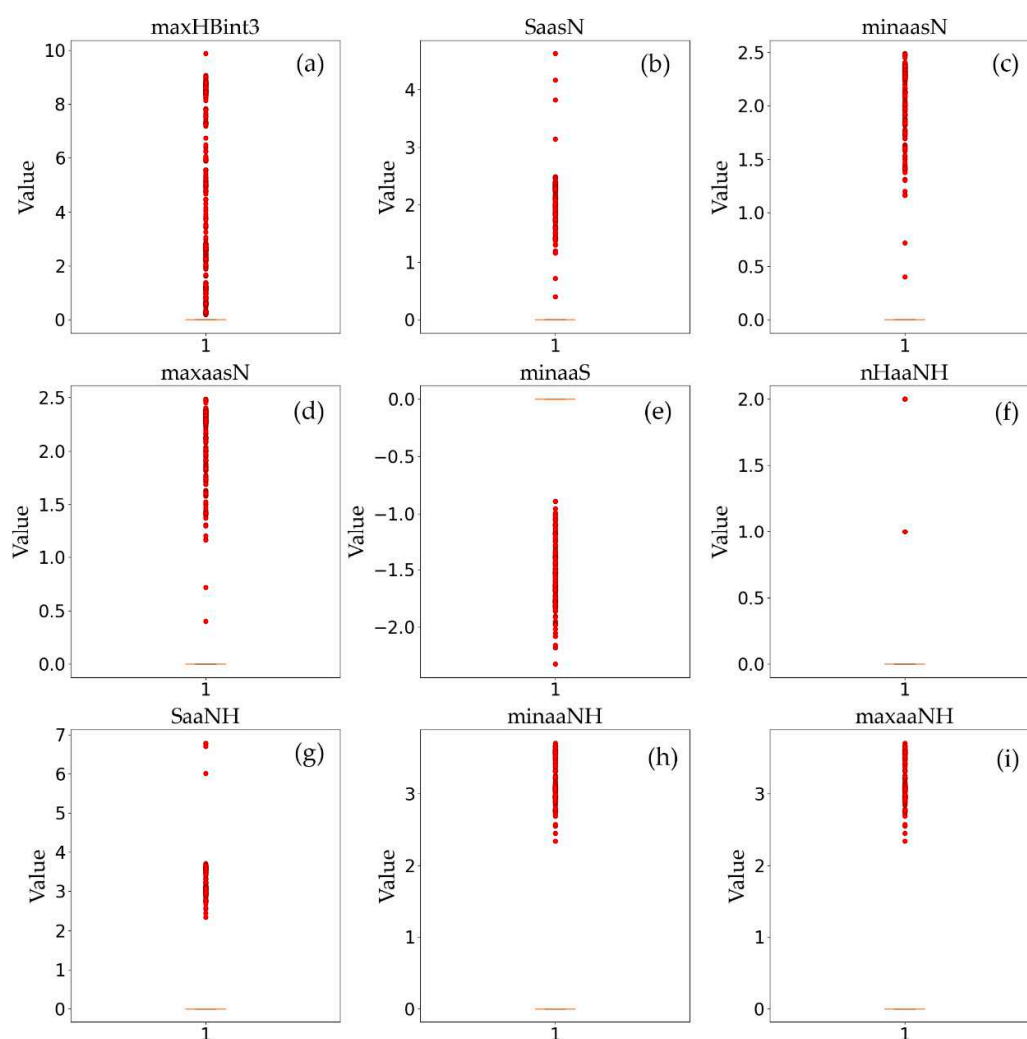 maxHBint3
(a)
Value
10
8
6
4
2
0
1
SaasN
(b)
Value
4
3
2
1
0
1
minaasN
(c)
Value
2.5
2.0
1.5
1.0
0.5
0.0
1
maxaasN
(d)
Value
2.5
2.0
1.5
1.0
0.5
0.0
1
minaaS
(e)
Value
0.0
−0.5
−1.0
−1.5
−2.0
1
nHaaNH
(f)
Value
2.0
1.5
1.0
0.5
0.0
1
SaaNH
(g)
Value
7
6
5
4
3
2
1
0
1
minaaNH
(h)
Value
3
2
1
0
1
maxaaNH
(i)
Value
3
2
1
0
1